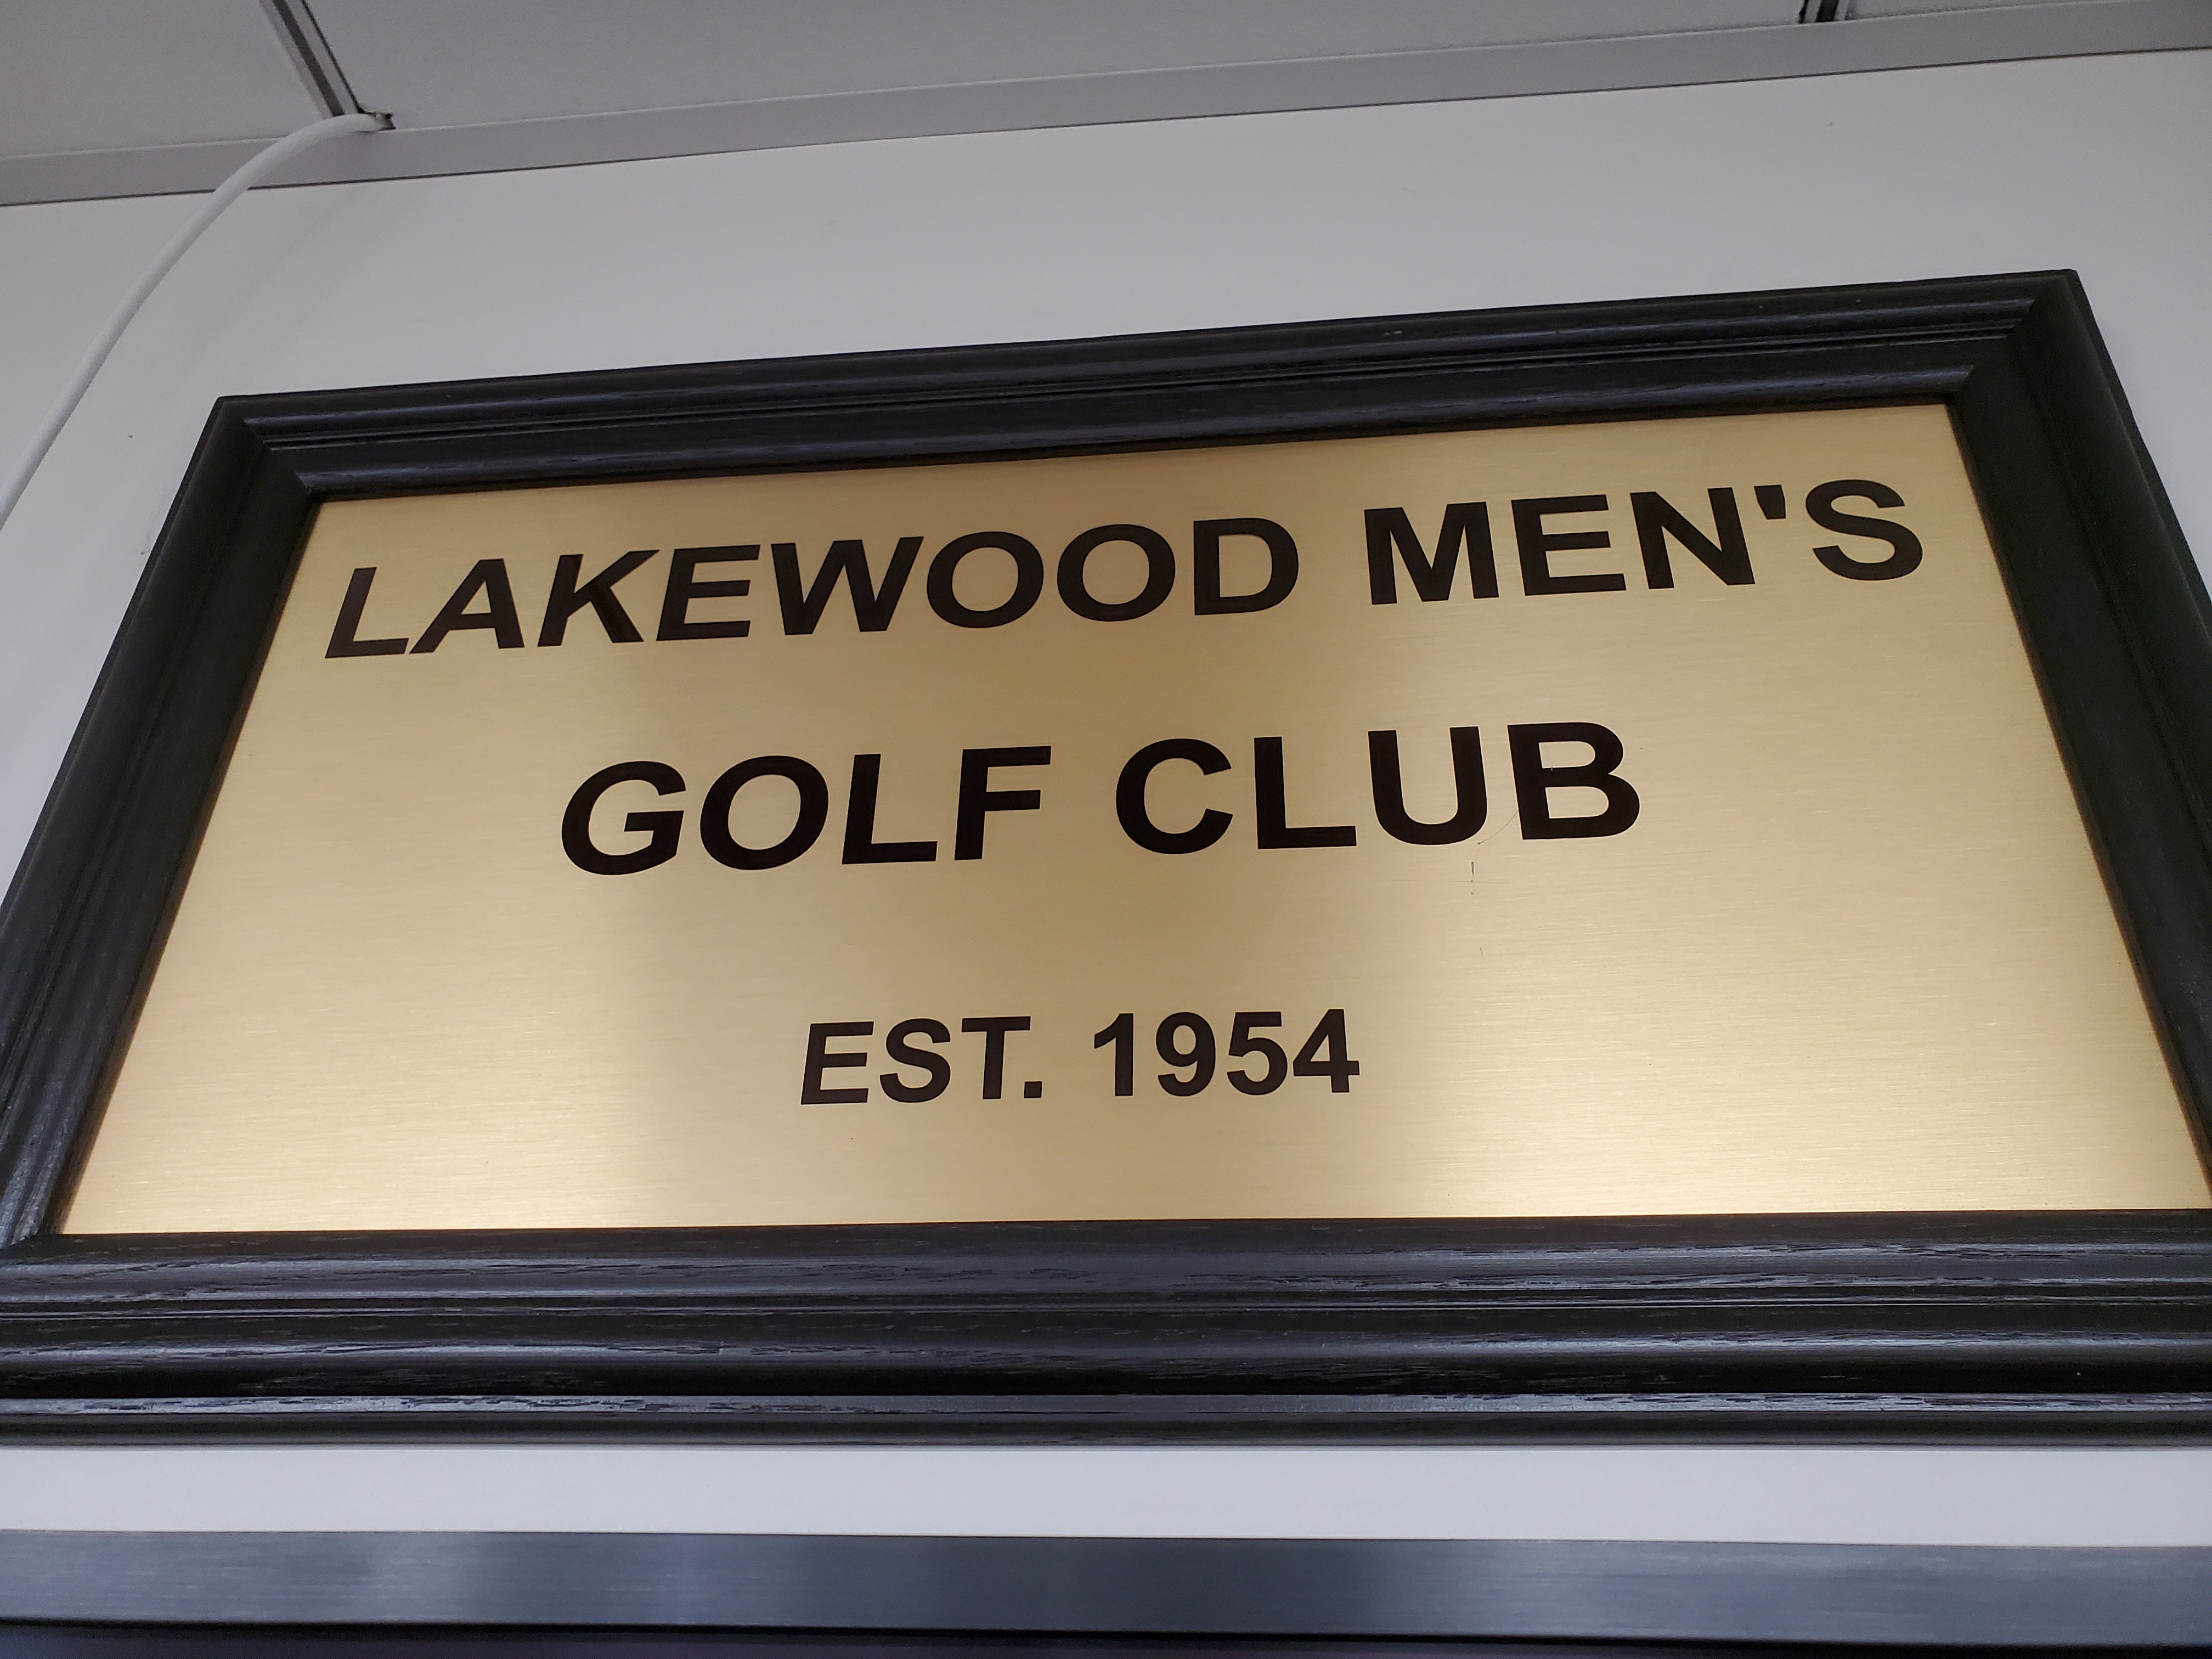 LAKEWOOD MEN'S
GOLF CLUB
EST. 1954